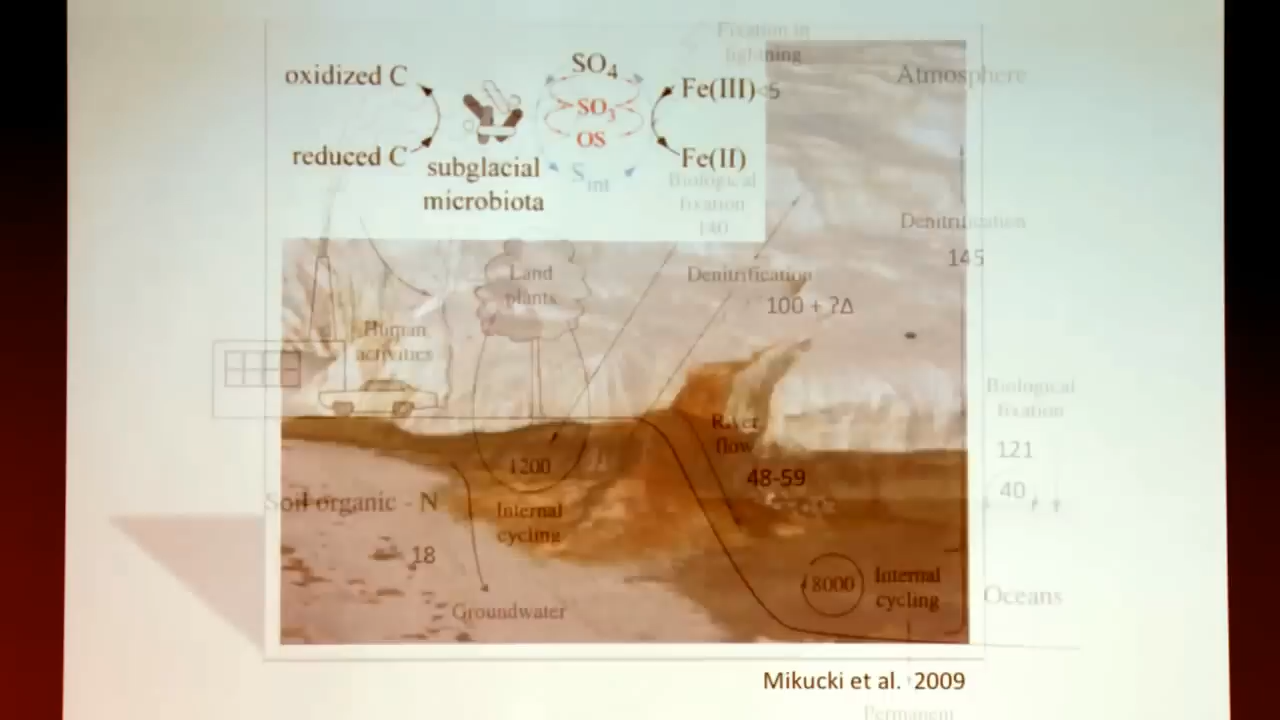 Fixation in
lightning
oxidized C
SO4
Fe(III)
<5
Atmosphere
SO3
OS
reduced C
subglacial
microbiota
Sint
Fe(II)
Biological
fixation
140
Denitrification
145
Land
plants
Denitrification
100 + ?Δ
Human
activities
Biological
fixation
121
40
River
flow
48-59
1200
Soil organic - N
Internal
cycling
18
8000
Internal
cycling
Groundwater
Oceans
Mikucki et al. 2009
Permanent